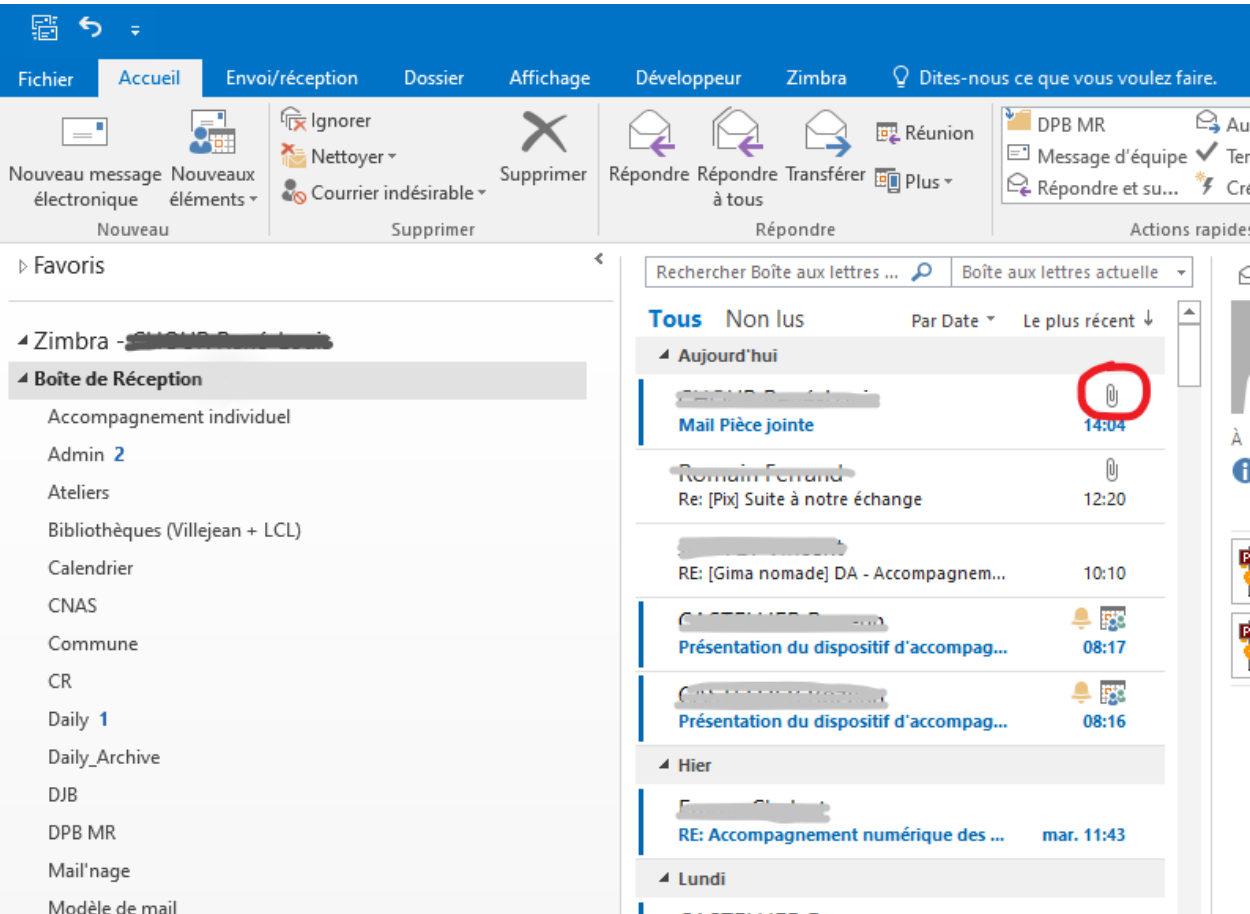 Fichier Accueil Envoi/réception Dossier Affichage Développeur Zimbra Dites-nous ce que vous voulez faire.
Nouveau message électronique
Nouveaux éléments
Nouveau
Ignorer
Nettoyer
Courrier indésirable
Supprimer
Supprimer
Répondre
Répondre à tous
Transférer
Réunion
Plus
Répondre
DPB MR
Message d'équipe
Répondre et su...
Actions rapides
Favoris
Zimbra -
Boîte de Réception
Accompagnement individuel
Admin 2
Ateliers
Bibliothèques (Villejean + LCL)
Calendrier
CNAS
Commune
CR
Daily 1
Daily_Archive
DJB
DPB MR
Mail'nage
Modèle de mail
Rechercher Boîte aux lettres ... Boîte aux lettres actuelle
Tous Non lus Par Date Le plus récent
Aujourd'hui
Mail Pièce jointe 14:04
Re: [Pix] Suite à notre échange 12:20
RE: [Gima nomade] DA - Accompagnem... 10:10
Présentation du dispositif d'accompag... 08:17
Présentation du dispositif d'accompag... 08:16
Hier
RE: Accompagnement numérique des ... mar. 11:43
Lundi
À